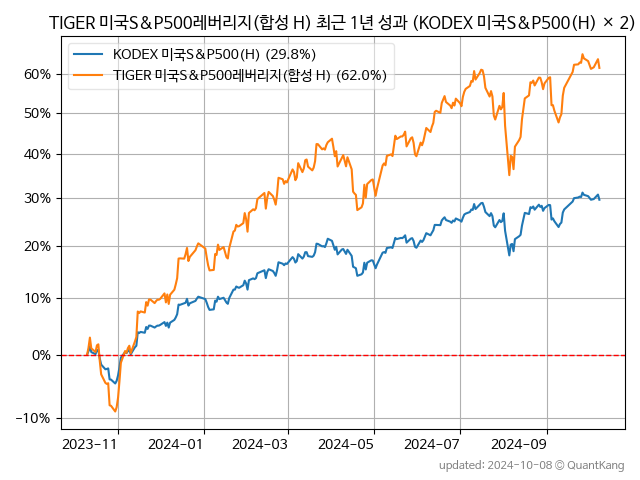 TIGER 미국S&P500레버리지(합성 H) 최근 1년 성과 (KODEX 미국S&P500(H) × 2)
KODEX 미국S&P500(H) (29.8%)
TIGER 미국S&P500레버리지(합성 H) (62.0%)
60%
50%
40%
30%
20%
10%
0%
−10%
2023-11 2024-01 2024-03 2024-05 2024-07 2024-09
updated: 2024-10-08 © QuantKang